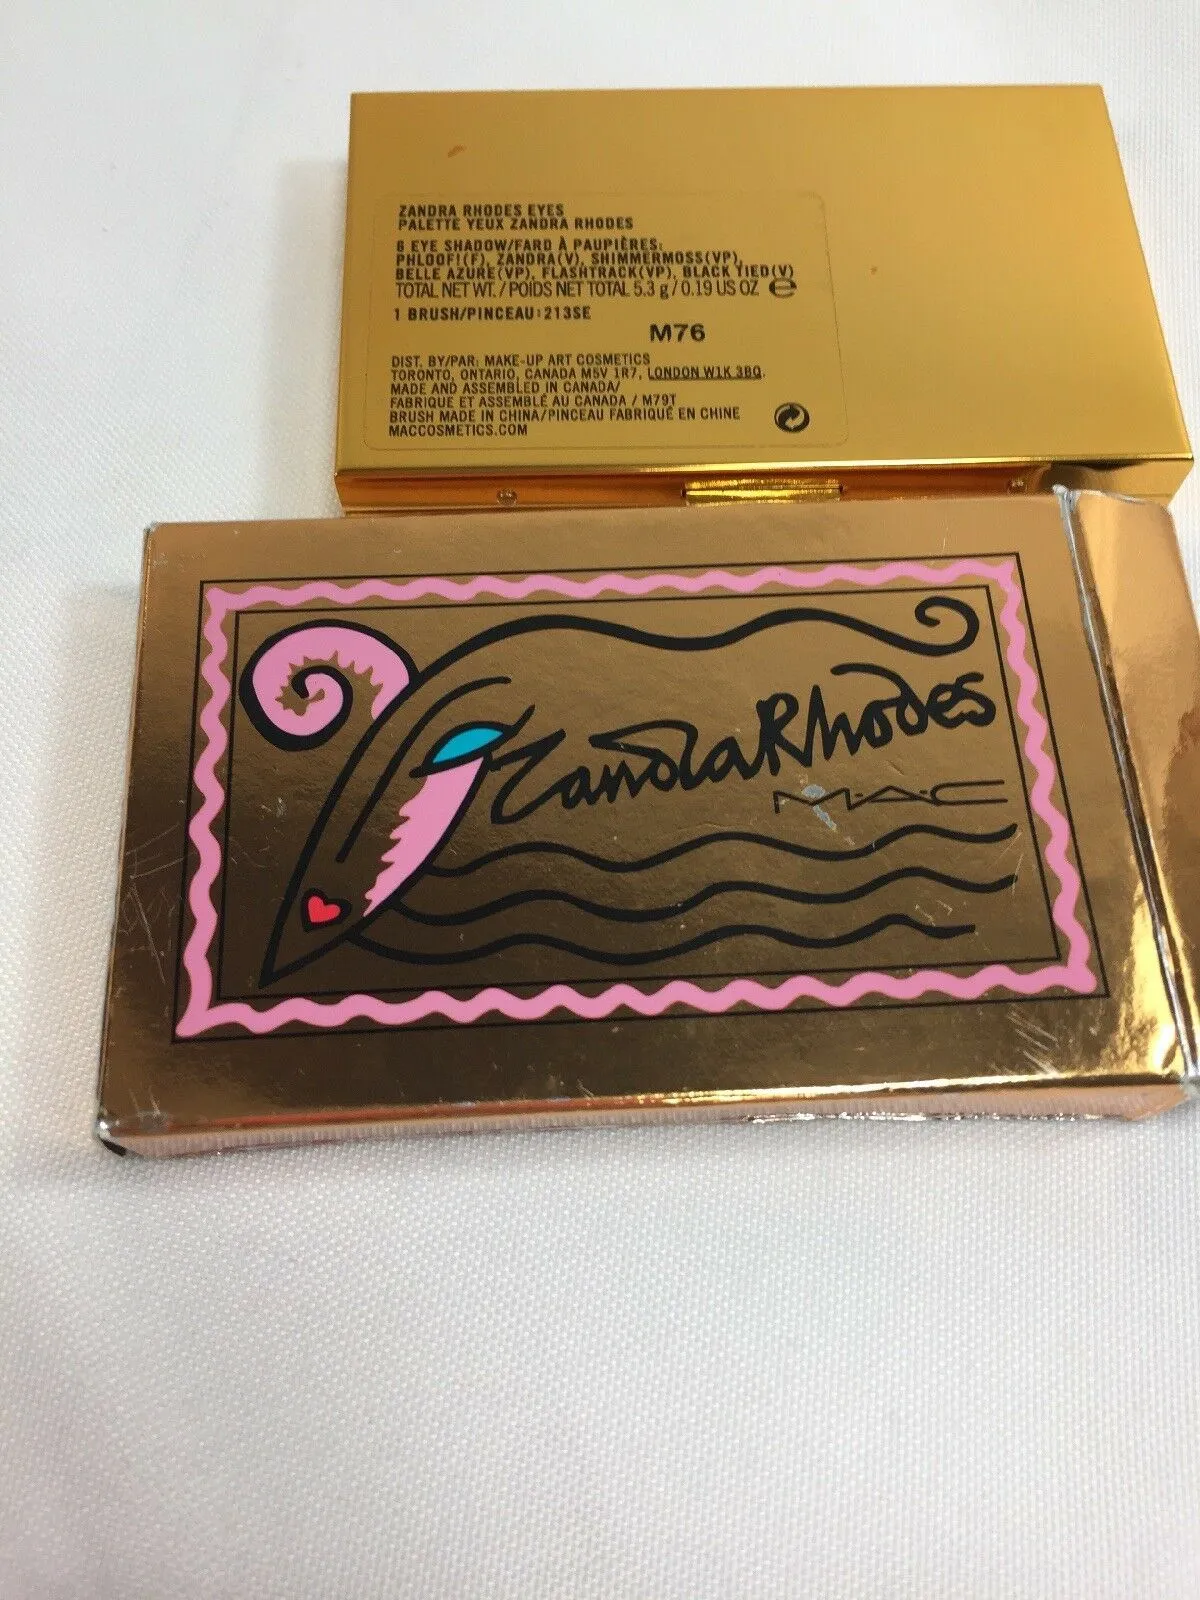 ZANDRA RHODES EYES
PALETTE YEUX ZANDRA RHODES
6 EYE SHADOW/FARD À PAUPIÈRES:
PHLOOF!(F), ZANDRA(V), SHIMMERMOSS(VP),
BELLE AZURE(VP), FLASHTRACK(VP), BLACK TIED(V)
TOTAL NET WT./POIDS NET TOTAL 5.3 g/0.19 US OZ ℮
1 BRUSH/PINCEAU:213SE
M76
DIST. BY/PAR: MAKE-UP ART COSMETICS
TORONTO, ONTARIO, CANADA M5V 1R7, LONDON W1K 3BQ.
MADE AND ASSEMBLED IN CANADA/
FABRIQUÉ ET ASSEMBLÉ AU CANADA / M79T
BRUSH MADE IN CHINA/PINCEAU FABRIQUÉ EN CHINE
MACCOSMETICS.COM
Zandra Rhodes
M·A·C